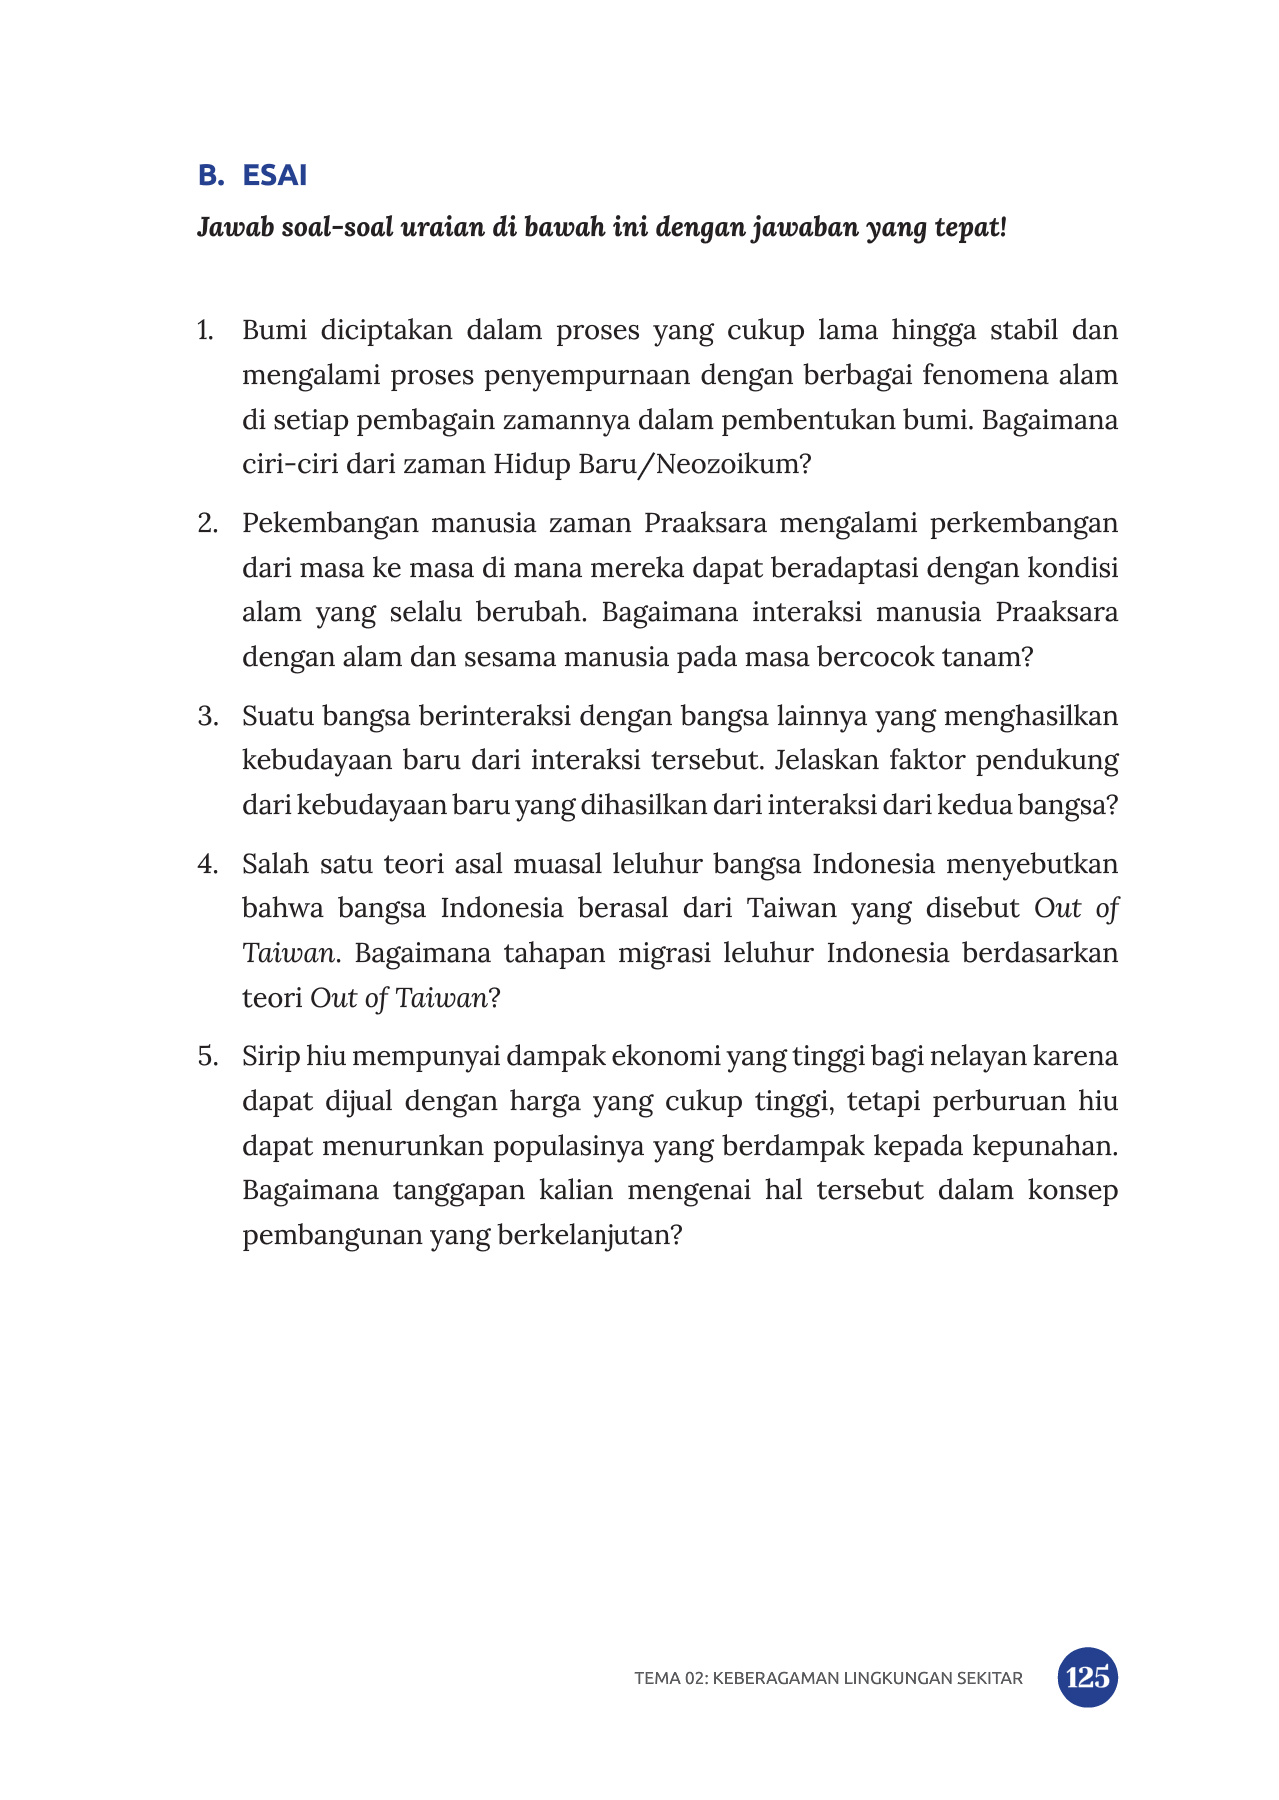 B. ESAI
Jawab soal-soal uraian di bawah ini dengan jawaban yang tepat!
1. Bumi diciptakan dalam proses yang cukup lama hingga stabil dan
mengalami proses penyempurnaan dengan berbagai fenomena alam
di setiap pembagain zamannya dalam pembentukan bumi. Bagaimana
ciri-ciri dari zaman Hidup Baru/Neozoikum?
2. Pekembangan manusia zaman Praaksara mengalami perkembangan
dari masa ke masa di mana mereka dapat beradaptasi dengan kondisi
alam yang selalu berubah. Bagaimana interaksi manusia Praaksara
dengan alam dan sesama manusia pada masa bercocok tanam?
3. Suatu bangsa berinteraksi dengan bangsa lainnya yang menghasilkan
kebudayaan baru dari interaksi tersebut. Jelaskan faktor pendukung
dari kebudayaan baru yang dihasilkan dari interaksi dari kedua bangsa?
4. Salah satu teori asal muasal leluhur bangsa Indonesia menyebutkan
bahwa bangsa Indonesia berasal dari Taiwan yang disebut Out of
Taiwan. Bagaimana tahapan migrasi leluhur Indonesia berdasarkan
teori Out of Taiwan?
5. Sirip hiu mempunyai dampak ekonomi yang tinggi bagi nelayan karena
dapat dijual dengan harga yang cukup tinggi, tetapi perburuan hiu
dapat menurunkan populasinya yang berdampak kepada kepunahan.
Bagaimana tanggapan kalian mengenai hal tersebut dalam konsep
pembangunan yang berkelanjutan?
TEMA 02: KEBERAGAMAN LINGKUNGAN SEKITAR 125